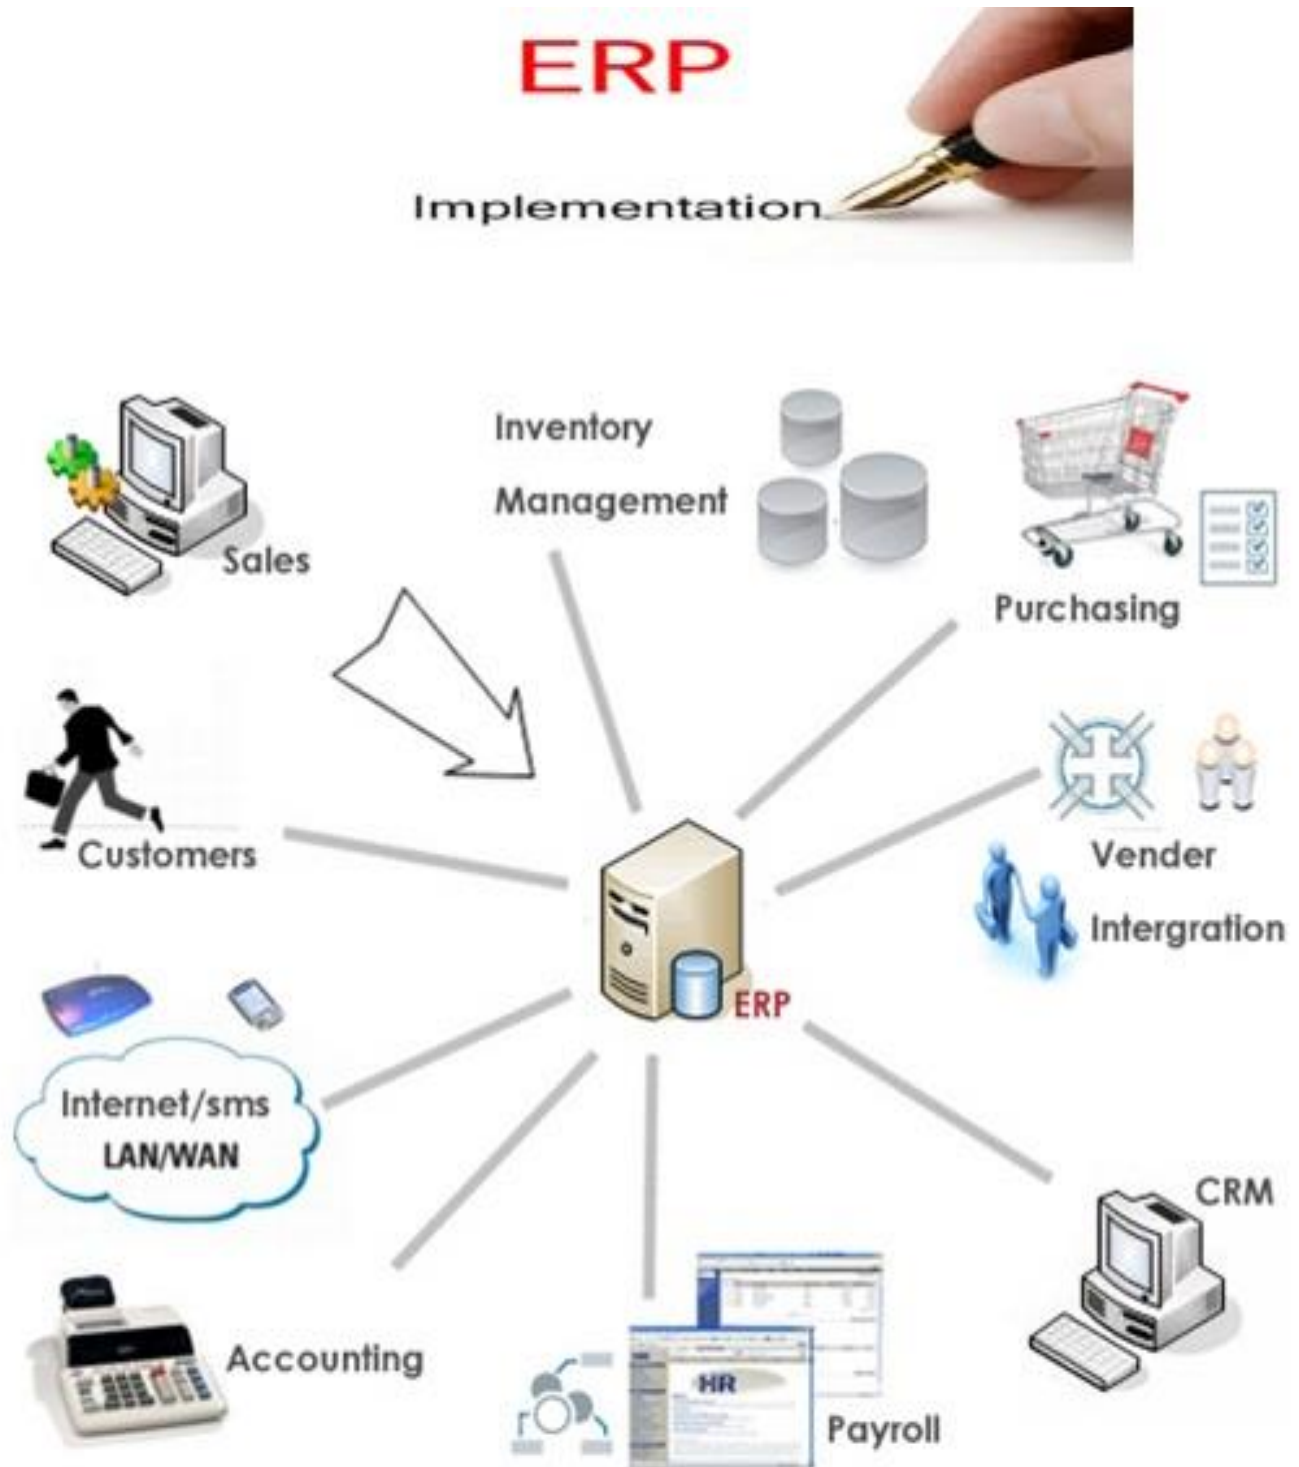 ERP
Implementation
Inventory
Management
Sales
Purchasing
Customers
Vender
Intergration
ERP
Internet/sms
LAN/WAN
CRM
Accounting
HR
Payroll